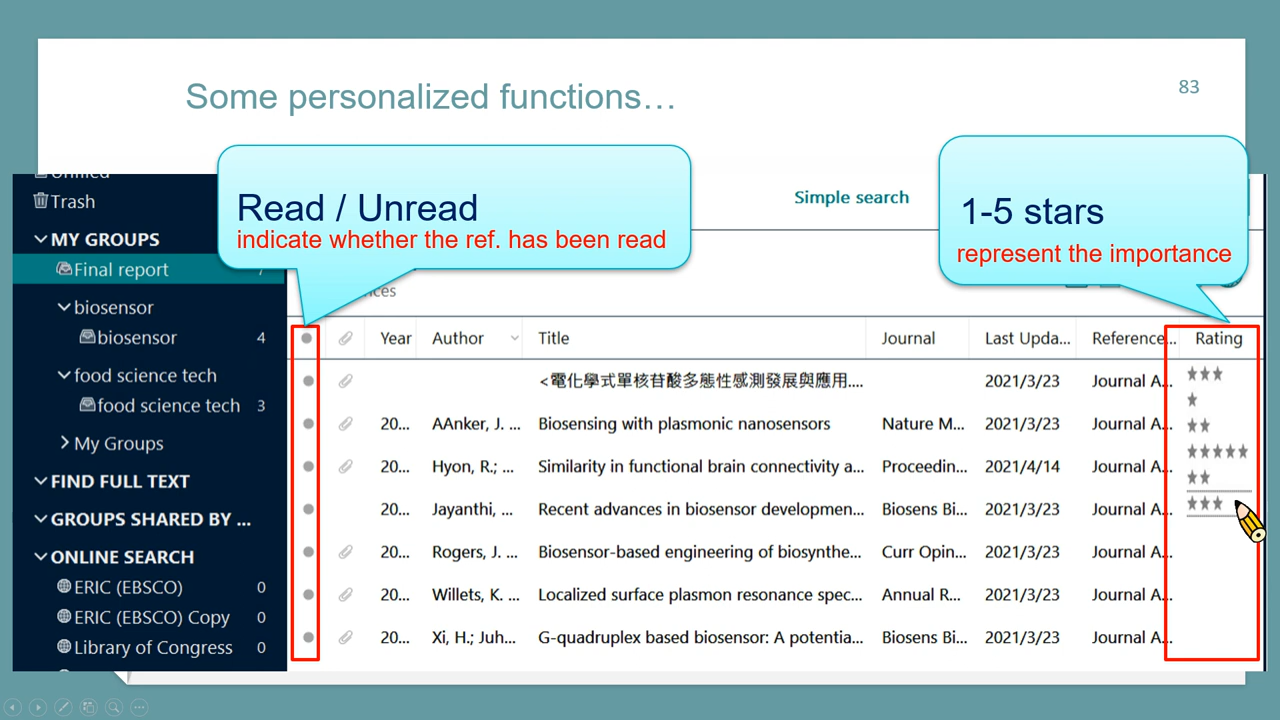 Some personalized functions…
83
Read / Unread
indicate whether the ref. has been read
1-5 stars
represent the importance
Simple search
Unfiled
Trash
MY GROUPS
Final report 7
biosensor
biosensor 4
food science tech
food science tech 3
My Groups
FIND FULL TEXT
GROUPS SHARED BY ...
ONLINE SEARCH
ERIC (EBSCO) 0
ERIC (EBSCO) Copy 0
Library of Congress 0
Year Author Title Journal Last Upda... Reference... Rating
<電化學式單核苷酸多態性感測發展與應用.... 2021/3/23 Journal A...
20... AAnker, J. ... Biosensing with plasmonic nanosensors Nature M... 2021/3/23 Journal A...
20... Hyon, R.; ... Similarity in functional brain connectivity a... Proceedin... 2021/4/14 Journal A...
20... Jayanthi, ... Recent advances in biosensor developmen... Biosens Bi... 2021/3/23 Journal A...
20... Rogers, J. ... Biosensor-based engineering of biosynthe... Curr Opin... 2021/3/23 Journal A...
20... Willets, K. ... Localized surface plasmon resonance spec... Annual R... 2021/3/23 Journal A...
20... Xi, H.; Juh... G-quadruplex based biosensor: A potentia... Biosens Bi... 2021/3/23 Journal A...